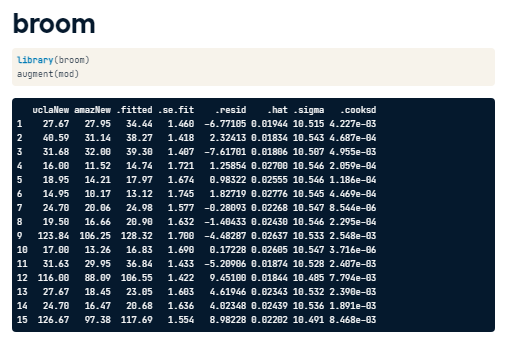 broom
library(broom)
augment(mod)
uclaNew amazNew .fitted .se.fit .resid .hat .sigma .cooksd
1 27.67 27.95 34.44 1.460 -6.77105 0.01944 10.515 4.227e-03
2 40.59 31.14 38.27 1.418 2.32413 0.01834 10.543 4.687e-04
3 31.68 32.00 39.30 1.407 -7.61701 0.01806 10.507 4.955e-03
4 16.00 11.52 14.74 1.721 1.25854 0.02700 10.546 2.059e-04
5 18.95 14.21 17.97 1.674 0.98322 0.02555 10.546 1.186e-04
6 14.95 10.17 13.12 1.745 1.82719 0.02776 10.545 4.469e-04
7 24.70 20.06 24.98 1.577 -0.28093 0.02268 10.547 8.544e-06
8 19.50 16.66 20.90 1.632 -1.40433 0.02430 10.546 2.295e-04
9 123.84 106.25 128.32 1.700 -4.48287 0.02637 10.533 2.548e-03
10 17.00 13.26 16.83 1.690 0.17228 0.02605 10.547 3.716e-06
11 31.63 29.95 36.84 1.433 -5.20906 0.01874 10.528 2.407e-03
12 116.00 88.09 106.55 1.422 9.45100 0.01844 10.485 7.794e-03
13 27.67 18.45 23.05 1.603 4.61946 0.02343 10.532 2.390e-03
14 24.70 16.47 20.68 1.636 4.02348 0.02439 10.536 1.891e-03
15 126.67 97.38 117.69 1.554 8.98228 0.02202 10.491 8.468e-03